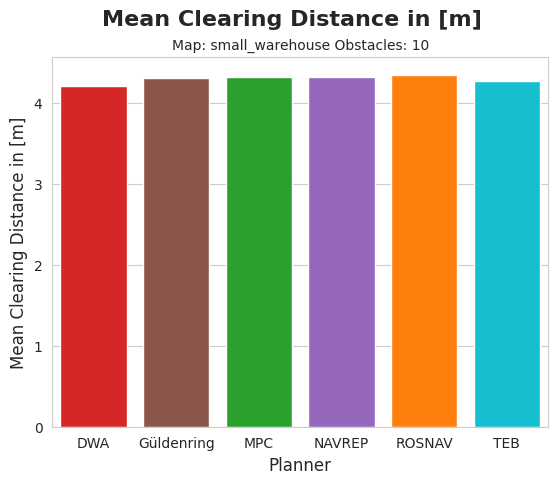 Mean Clearing Distance in [m]
Map: small_warehouse Obstacles: 10
Mean Clearing Distance in [m]
4
3
2
1
0
DWA Güldenring MPC NAVREP ROSNAV TEB
Planner